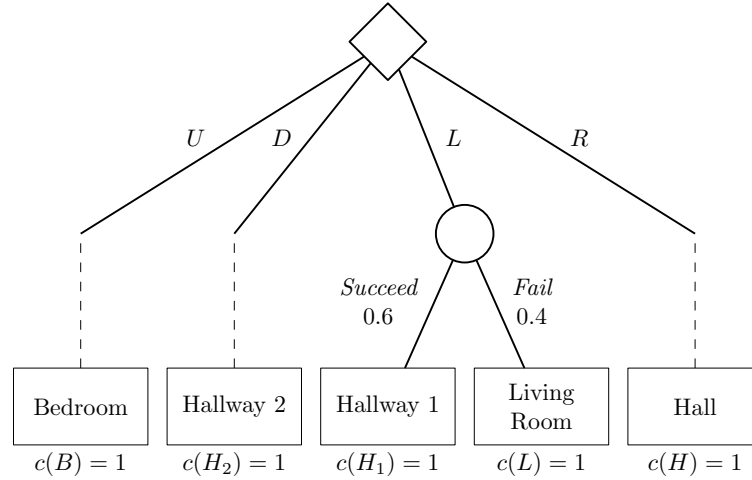 U
D
L
R
Succeed
0.6
Fail
0.4
Bedroom
Hallway 2
Hallway 1
Living
Room
Hall
c(B) = 1
c(H₂) = 1
c(H₁) = 1
c(L) = 1
c(H) = 1